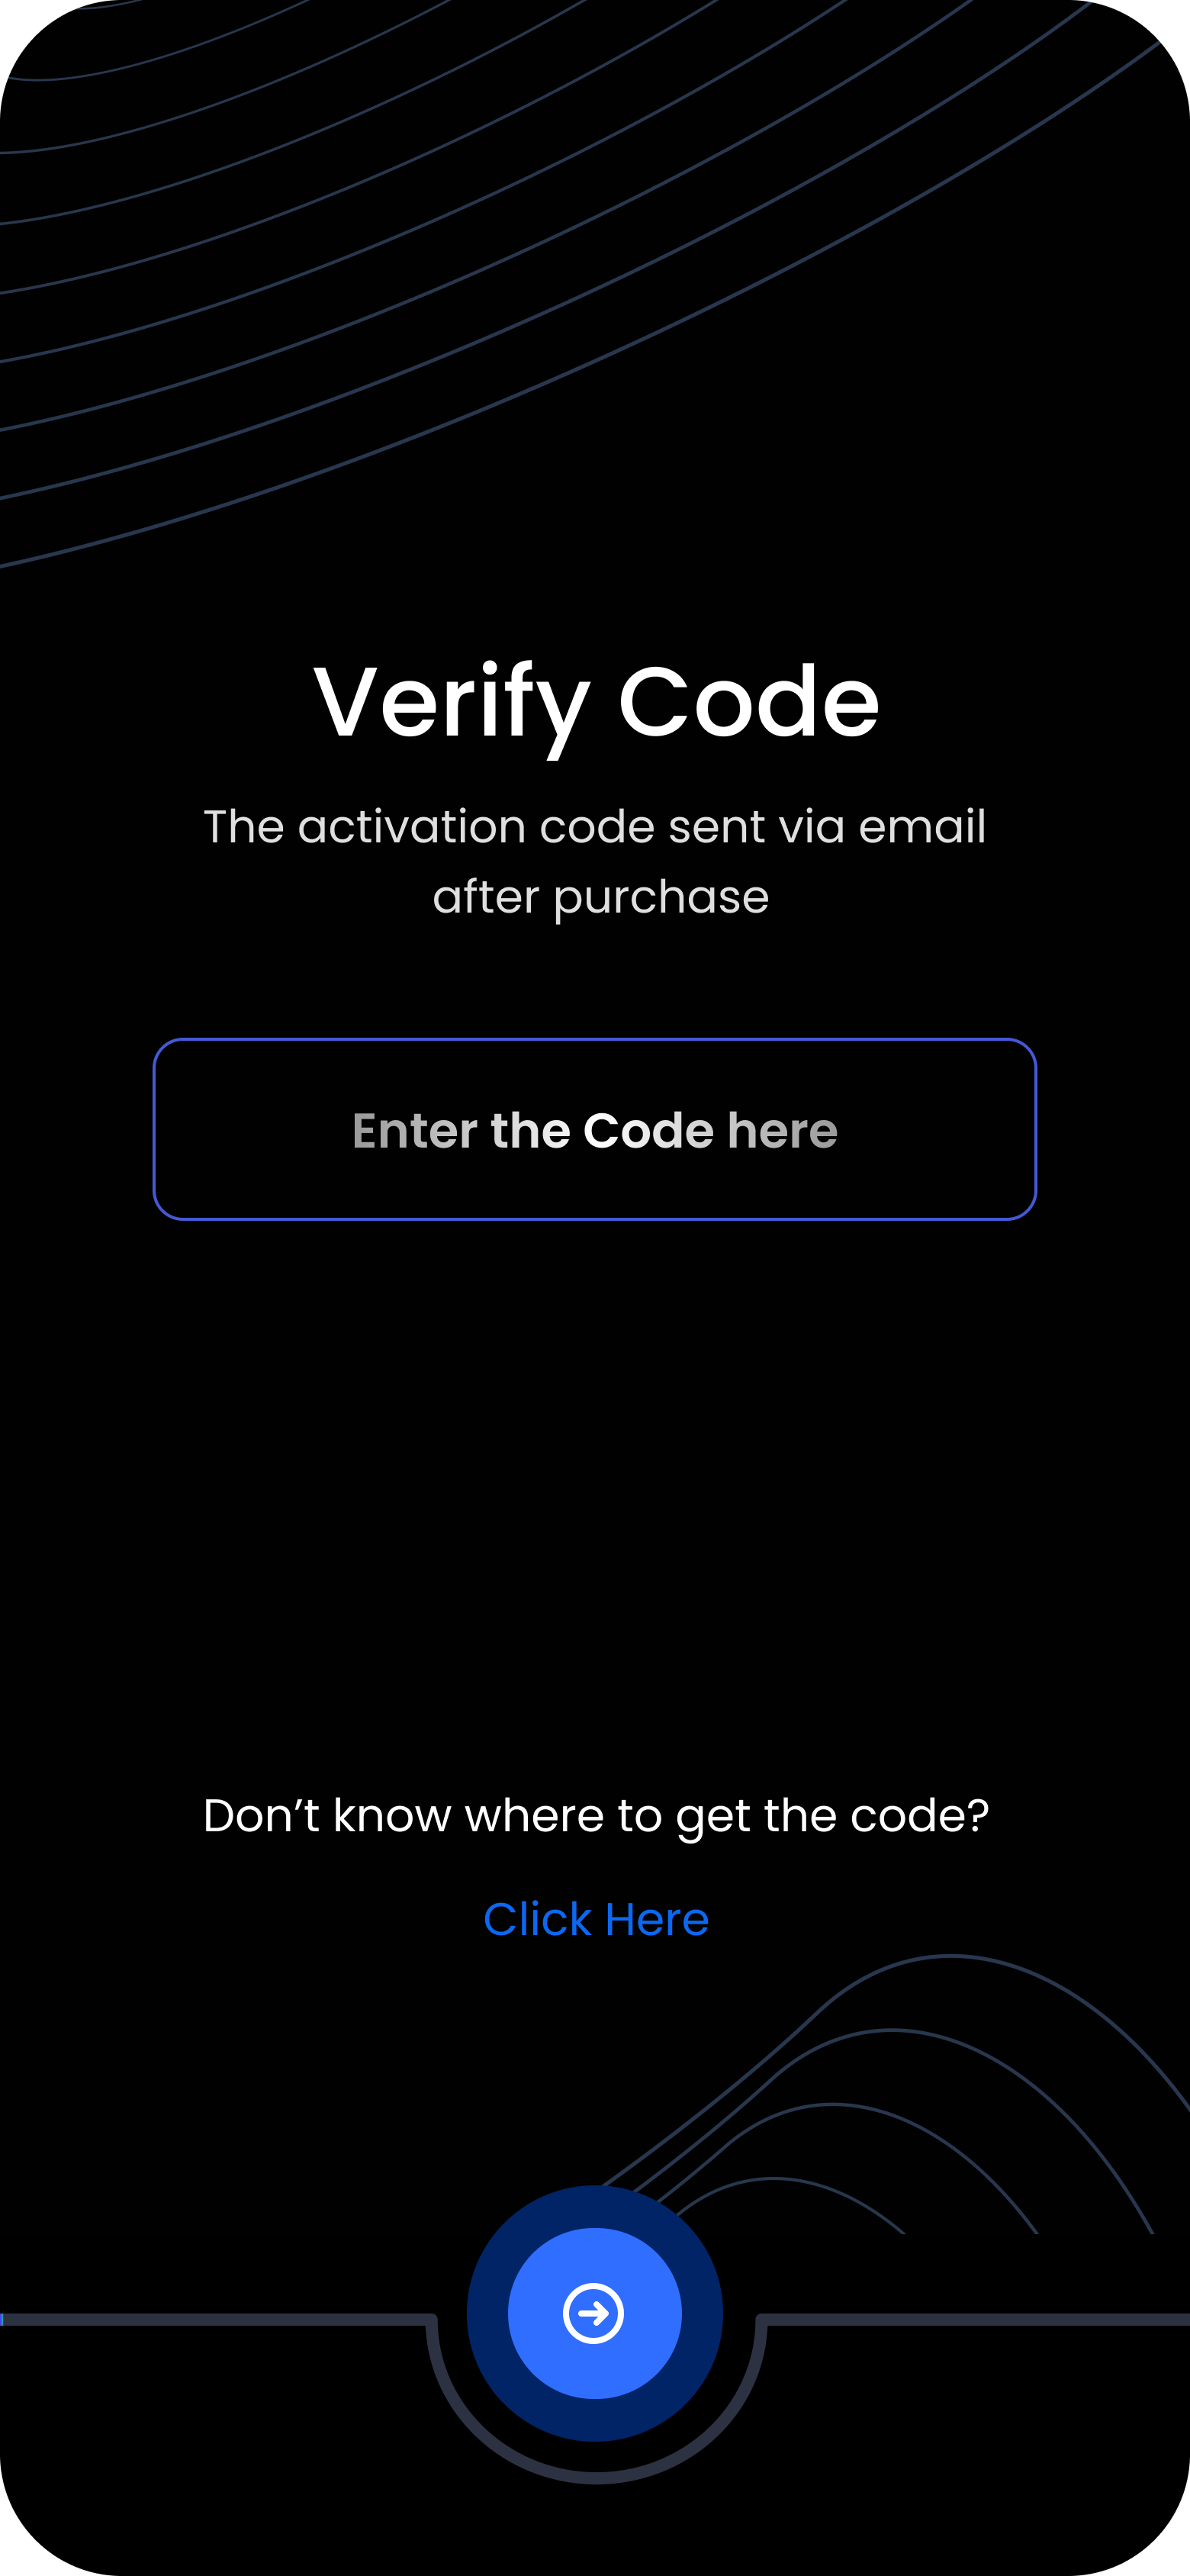 Verify Code
The activation code sent via email
after purchase
Enter the Code here
Don’t know where to get the code?
Click Here